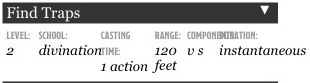 Find Traps ▼
LEVEL: SCHOOL: CASTING TIME: RANGE: COMPONENTS: DURATION:
2 divination 1 action 120 feet v s instantaneous